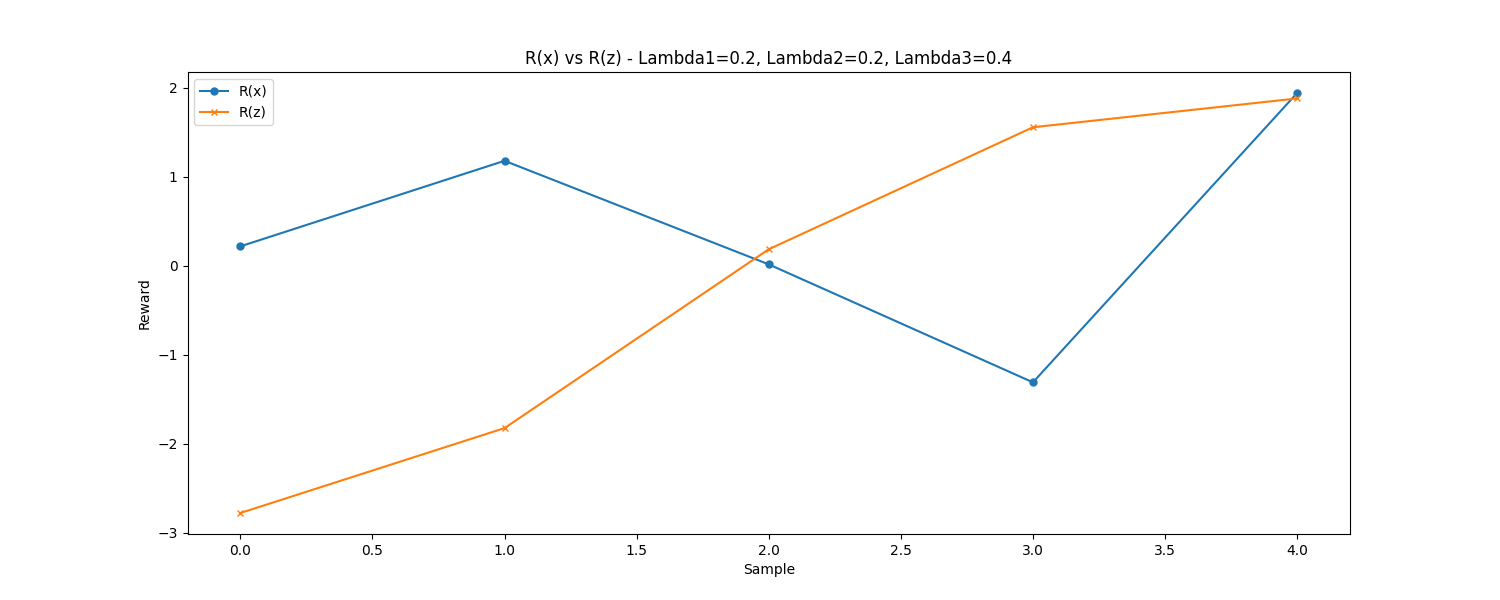 R(x) vs R(z) - Lambda1=0.2, Lambda2=0.2, Lambda3=0.4
R(x)
R(z)
2
1
0
−1
−2
−3
Reward
0.0 0.5 1.0 1.5 2.0 2.5 3.0 3.5 4.0
Sample